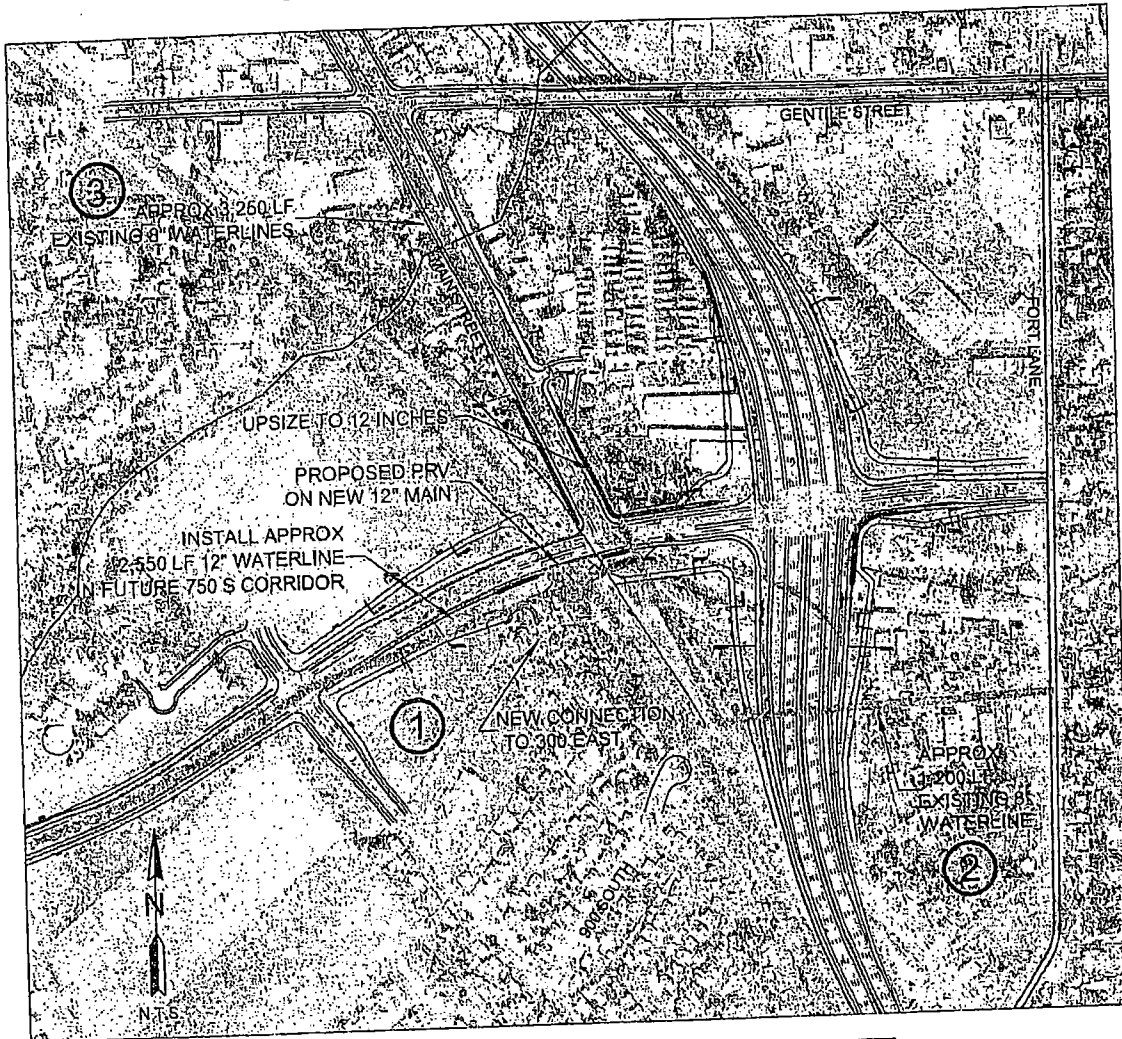 GENTILE STREET
3
APPROX 3,260 LF
EXISTING 8" WATERLINES
MAIN STREET
FORT LANE
UPSIZE TO 12 INCHES
PROPOSED PRV
ON NEW 12" MAIN
INSTALL APPROX
2,550 LF 12" WATERLINE
IN FUTURE 750 S CORRIDOR
1
NEW CONNECTION
TO 300 EAST
APPROX
1,200 LF
EXISTING 8"
WATERLINE
2
900 SOUTH
N
N.T.S.